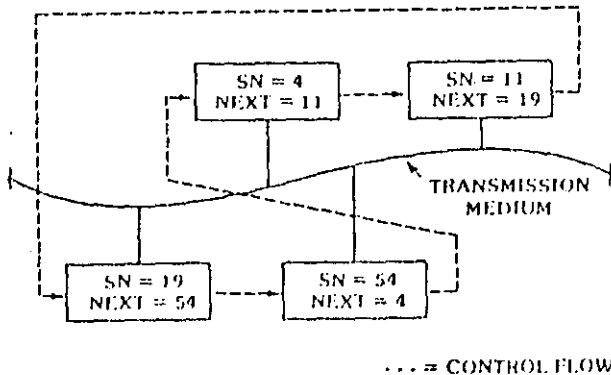 SN = 4
NEXT = 11
SN = 11
NEXT = 19
TRANSMISSION
MEDIUM
SN = 19
NEXT = 54
SN = 54
NEXT = 4
... = CONTROL FLOW